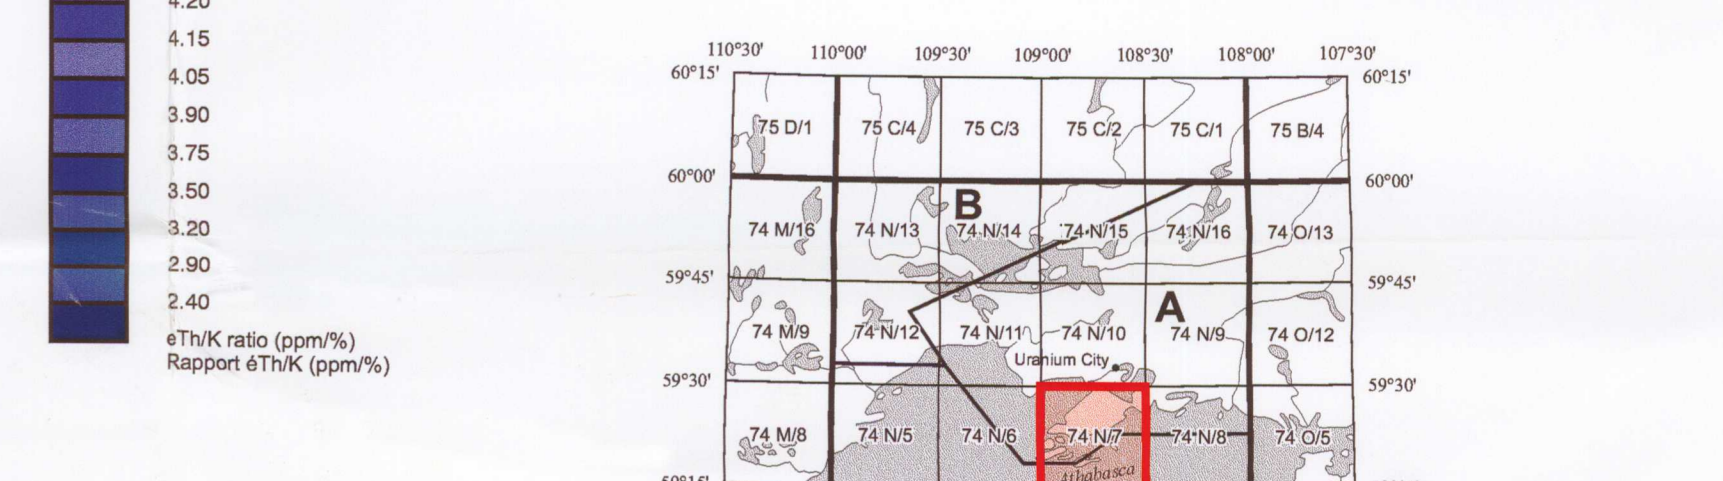 4.20
4.15
4.05
3.90
3.75
3.50
3.20
2.90
2.40
eTh/K ratio (ppm/%)
Rapport éTh/K (ppm/%)
110°30' 110°00' 109°30' 109°00' 108°30' 108°00' 107°30'
60°15' 60°15'
75 D/1 75 C/4 75 C/3 75 C/2 75 C/1 75 B/4
60°00' 60°00'
B
74 M/16 74 N/13 74 N/14 74 N/15 74 N/16 74 O/13
59°45' 59°45'
A
74 M/9 74 N/12 74 N/11 74 N/10 74 N/9 74 O/12
Uranium City
59°30' 59°30'
74 M/8 74 N/5 74 N/6 74 N/7 74 N/8 74 O/5
Athabasca